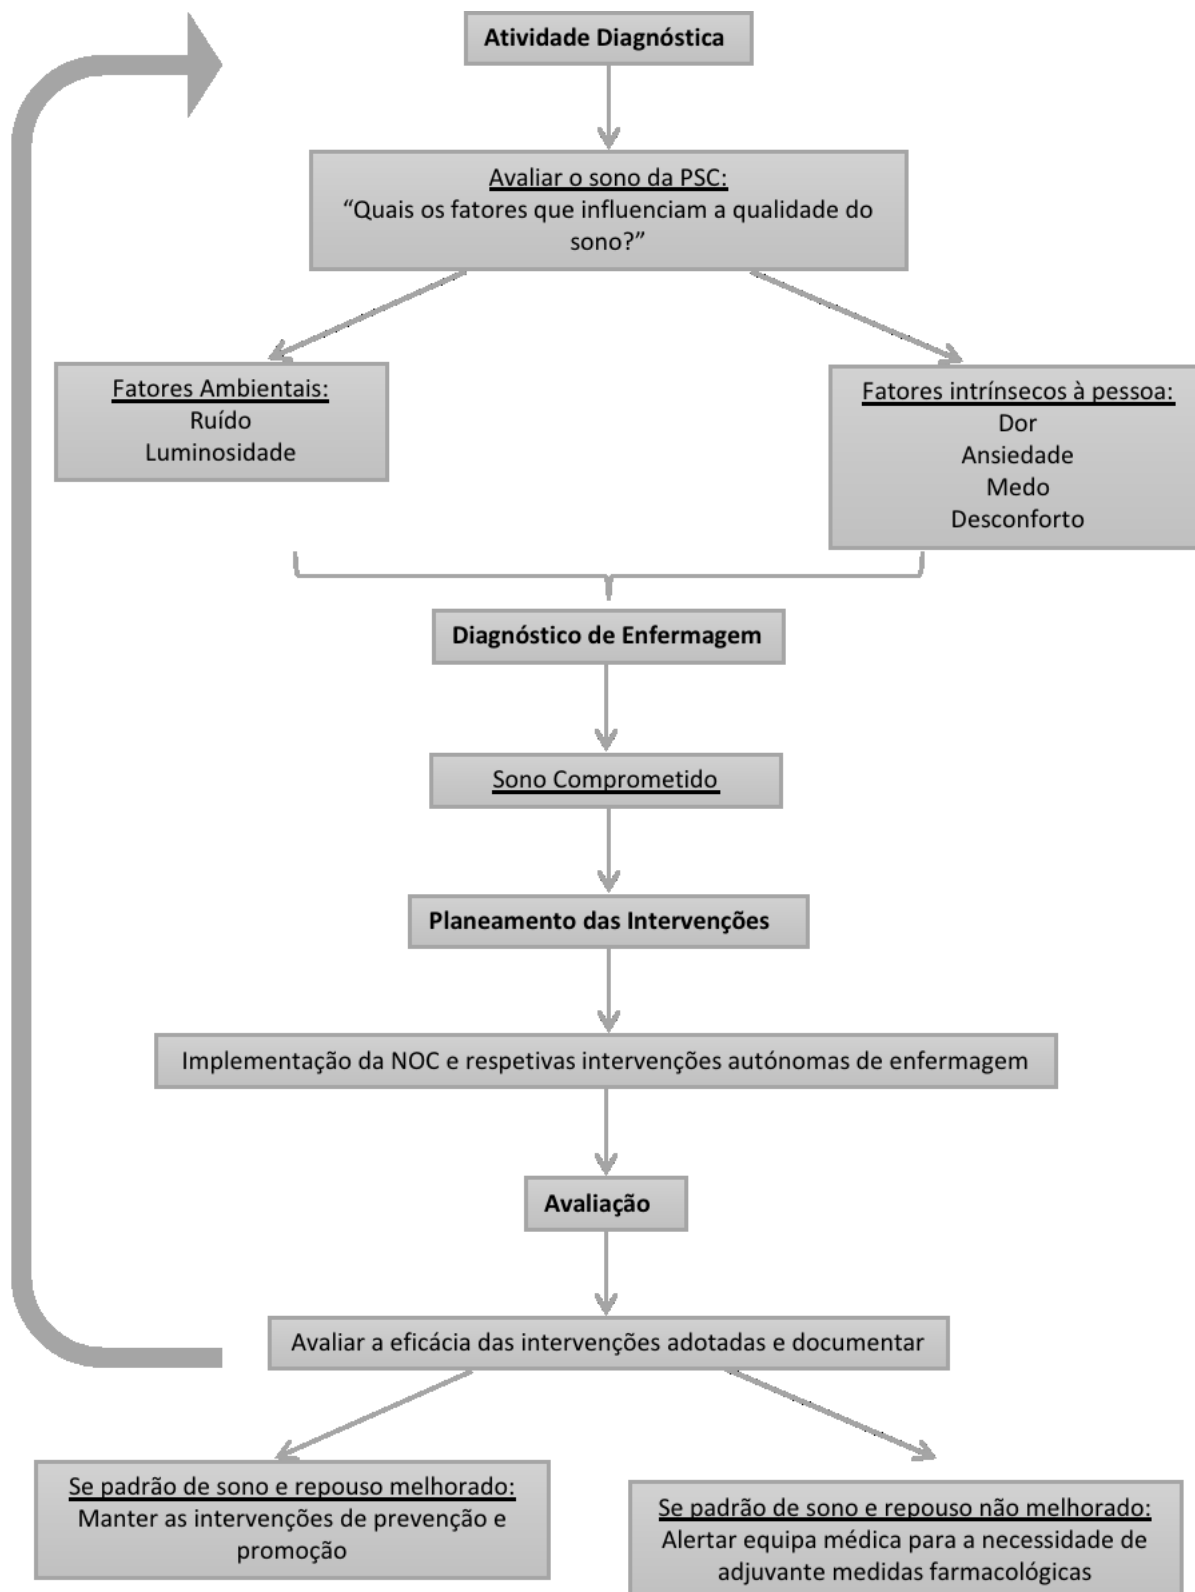 Atividade Diagnóstica
Avaliar o sono da PSC:
“Quais os fatores que influenciam a qualidade do
sono?”
Fatores Ambientais:
Ruído
Luminosidade
Fatores intrínsecos à pessoa:
Dor
Ansiedade
Medo
Desconforto
Diagnóstico de Enfermagem
Sono Comprometido
Planeamento das Intervenções
Implementação da NOC e respetivas intervenções autónomas de enfermagem
Avaliação
Avaliar a eficácia das intervenções adotadas e documentar
Se padrão de sono e repouso melhorado:
Manter as intervenções de prevenção e
promoção
Se padrão de sono e repouso não melhorado:
Alertar equipa médica para a necessidade de
adjuvante medidas farmacológicas